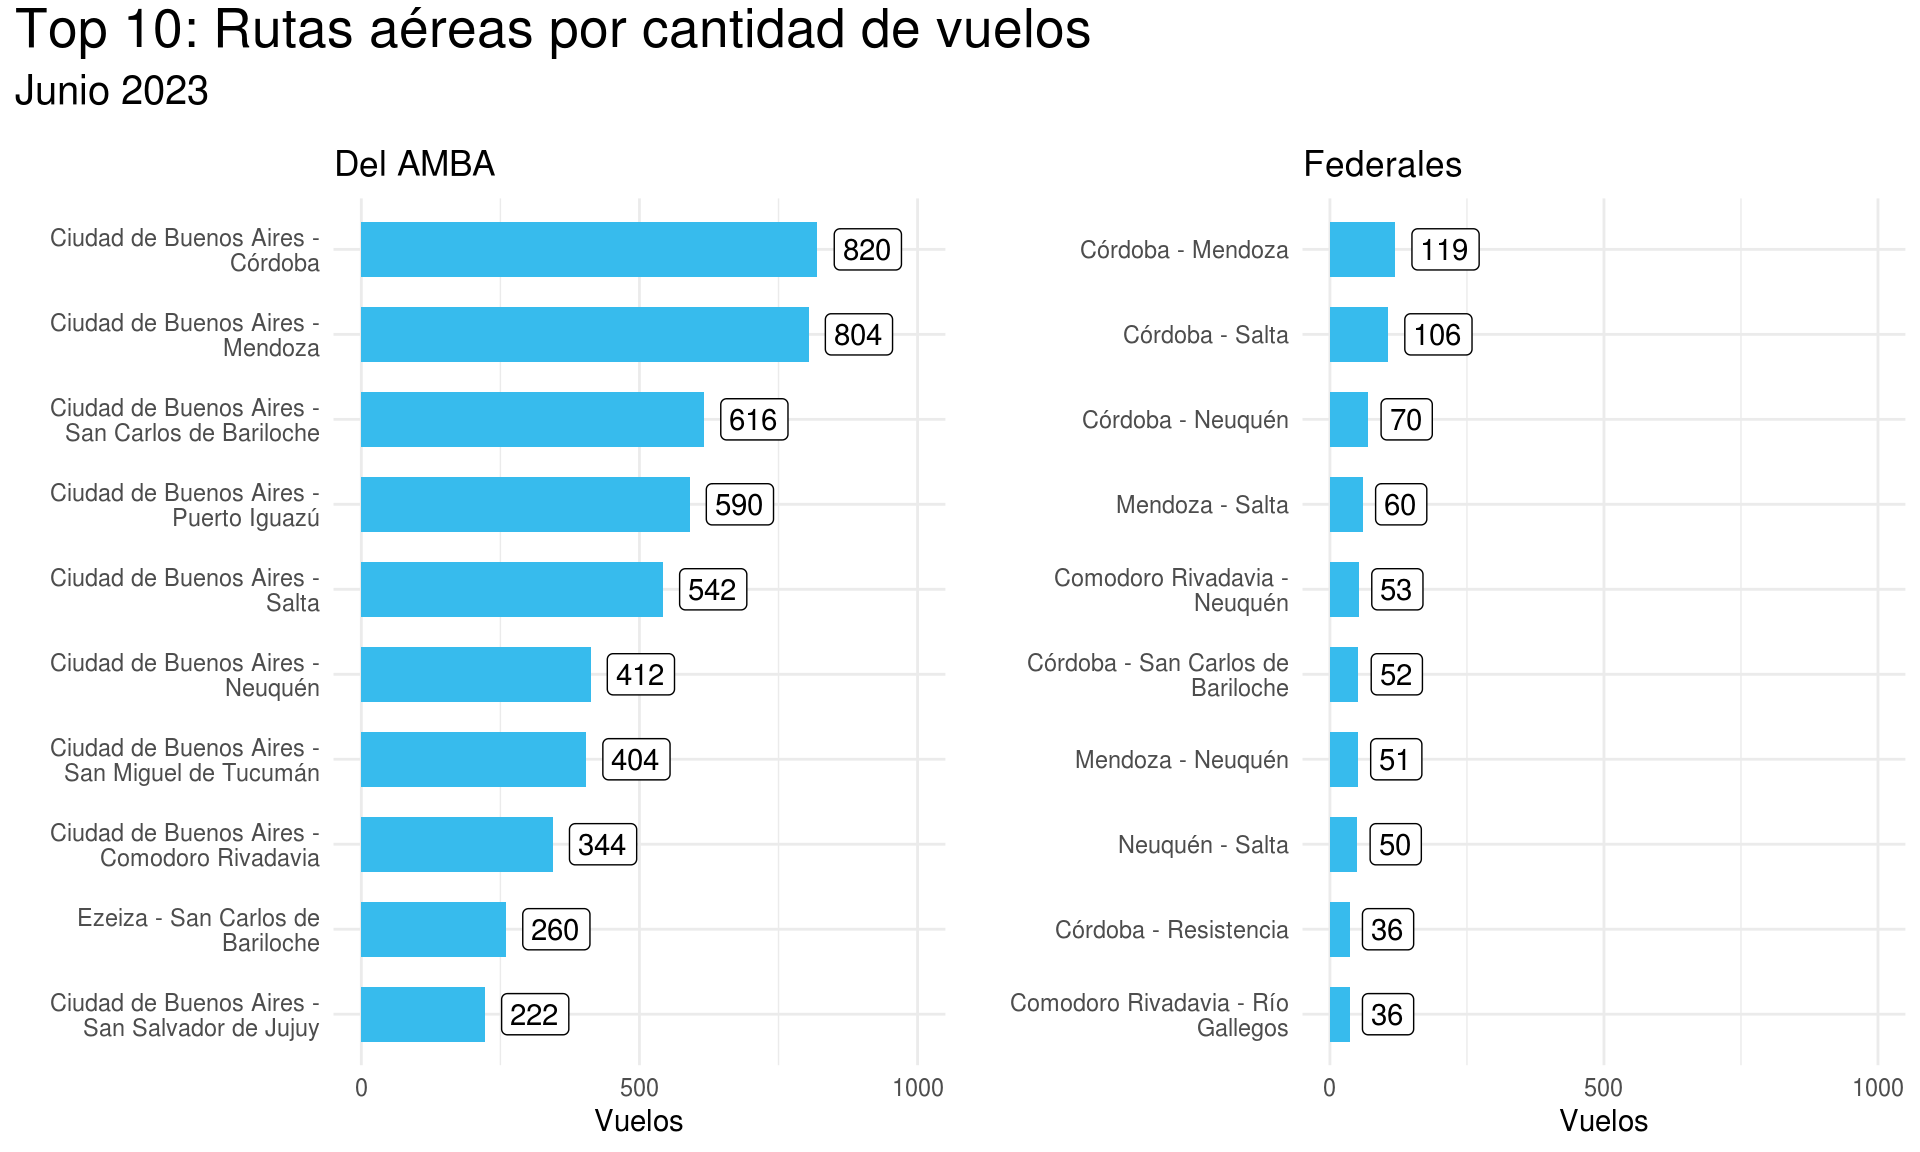 Top 10: Rutas aéreas por cantidad de vuelos
Junio 2023
Del AMBA
Ciudad de Buenos Aires -
Córdoba
820
Ciudad de Buenos Aires -
Mendoza
804
Ciudad de Buenos Aires -
San Carlos de Bariloche
616
Ciudad de Buenos Aires -
Puerto Iguazú
590
Ciudad de Buenos Aires -
Salta
542
Ciudad de Buenos Aires -
Neuquén
412
Ciudad de Buenos Aires -
San Miguel de Tucumán
404
Ciudad de Buenos Aires -
Comodoro Rivadavia
344
Ezeiza - San Carlos de
Bariloche
260
Ciudad de Buenos Aires -
San Salvador de Jujuy
222
0 500 1000
Vuelos
Federales
Córdoba - Mendoza
119
Córdoba - Salta
106
Córdoba - Neuquén
70
Mendoza - Salta
60
Comodoro Rivadavia -
Neuquén
53
Córdoba - San Carlos de
Bariloche
52
Mendoza - Neuquén
51
Neuquén - Salta
50
Córdoba - Resistencia
36
Comodoro Rivadavia - Río
Gallegos
36
0 500 1000
Vuelos